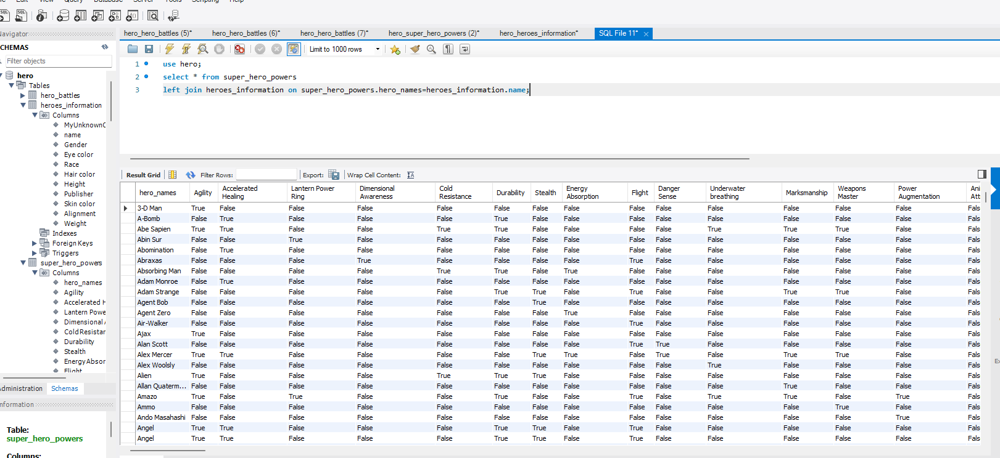 Edit View Query Database Server Tools Scripting Help
Navigator
SCHEMAS
Filter objects
hero
Tables
hero_battles
heroes_information
Columns
MyUnknownC
name
Gender
Eye color
Race
Hair color
Height
Publisher
Skin color
Alignment
Weight
Indexes
Foreign Keys
Triggers
super_hero_powers
Columns
hero_names
Agility
Accelerated H
Lantern Powe
Dimensional A
Cold Resistar
Durability
Stealth
Energy Absor
Flight
Administration Schemas
Information
Table:
super_hero_powers
Columns:
hero_hero_battles (5)* hero_hero_battles (6)* hero_hero_battles (7)* hero_super_hero_powers (2)* hero_heroes_information* SQL File 11*
Limit to 1000 rows
1 use hero;
2 select * from super_hero_powers
3 left join heroes_information on super_hero_powers.hero_names=heroes_information.name;
Result Grid Filter Rows: Export: Wrap Cell Content:
hero_names Agility Accelerated Healing Lantern Power Ring Dimensional Awareness Cold Resistance Durability Stealth Energy Absorption Flight Danger Sense Underwater breathing Marksmanship Weapons Master Power Augmentation Ani Att
3-D Man True False False False False False False False False False False False False False Fals
A-Bomb False True False False False True False False False False False False False False Fals
Abe Sapien True True False False True True False False False False True True True False Fals
Abin Sur False False True False False False False False False False False False False False Fals
Abomination False True False False False False False False False False False False False False Fals
Abraxas False False False True False False False False True False False False False False Fals
Absorbing Man False False False False True True False True False False False False False False Fals
Adam Monroe False True False False False False False False False False False False False False Fals
Adam Strange False False False False False True True False True False False True True False Fals
Agent Bob False False False False False False True False False False False False False False Fals
Agent Zero False False False False False False False True False False False False False False Fals
Air-Walker False False False False False False False False True False False False False False Fals
Ajax True False False False False False False False False False False False False False Fals
Alan Scott False False False False False False False False True True False False False False Fals
Alex Mercer True True False False False False True True False True False True True False Fals
Alex Woolsly False False False False False False False False False False True False False False Fals
Alien True False False False True True True False False False False False False False Fals
Allan Quaterm... False False False False False False False False False False False True False False Fals
Amazo True False True False False True False False True False True True False True Fals
Ammo False False False False False False False False False False False False True False Fals
Ando Masahashi False False False False False False False False False False False False False True Fals
Angel True True False False False True True False True False False False False False Fals
Angel True True False False False True True False True False False False False False Fals